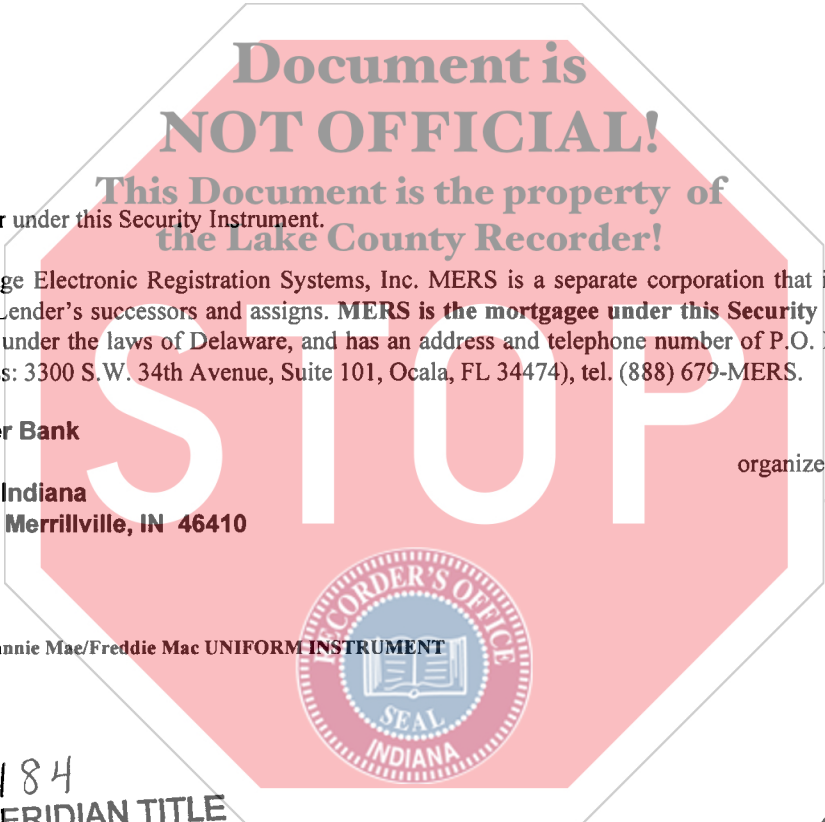 Document is
NOT OFFICIAL!
This Document is the property of
r under this Security Instrument.
the Lake County Recorder!
ge Electronic Registration Systems, Inc. MERS is a separate corporation that i
Lender's successors and assigns. MERS is the mortgagee under this Security
under the laws of Delaware, and has an address and telephone number of P.O.
s: 3300 S.W. 34th Avenue, Suite 101, Ocala, FL 34474), tel. (888) 679-MERS.
STOP
r Bank
organize
Indiana
Merrillville, IN 46410
RECORDER'S OFFICE
nnie Mae/Freddie Mac UNIFORM INSTRUMENT
SEAL
INDIANA
184
ERIDIAN TITLE